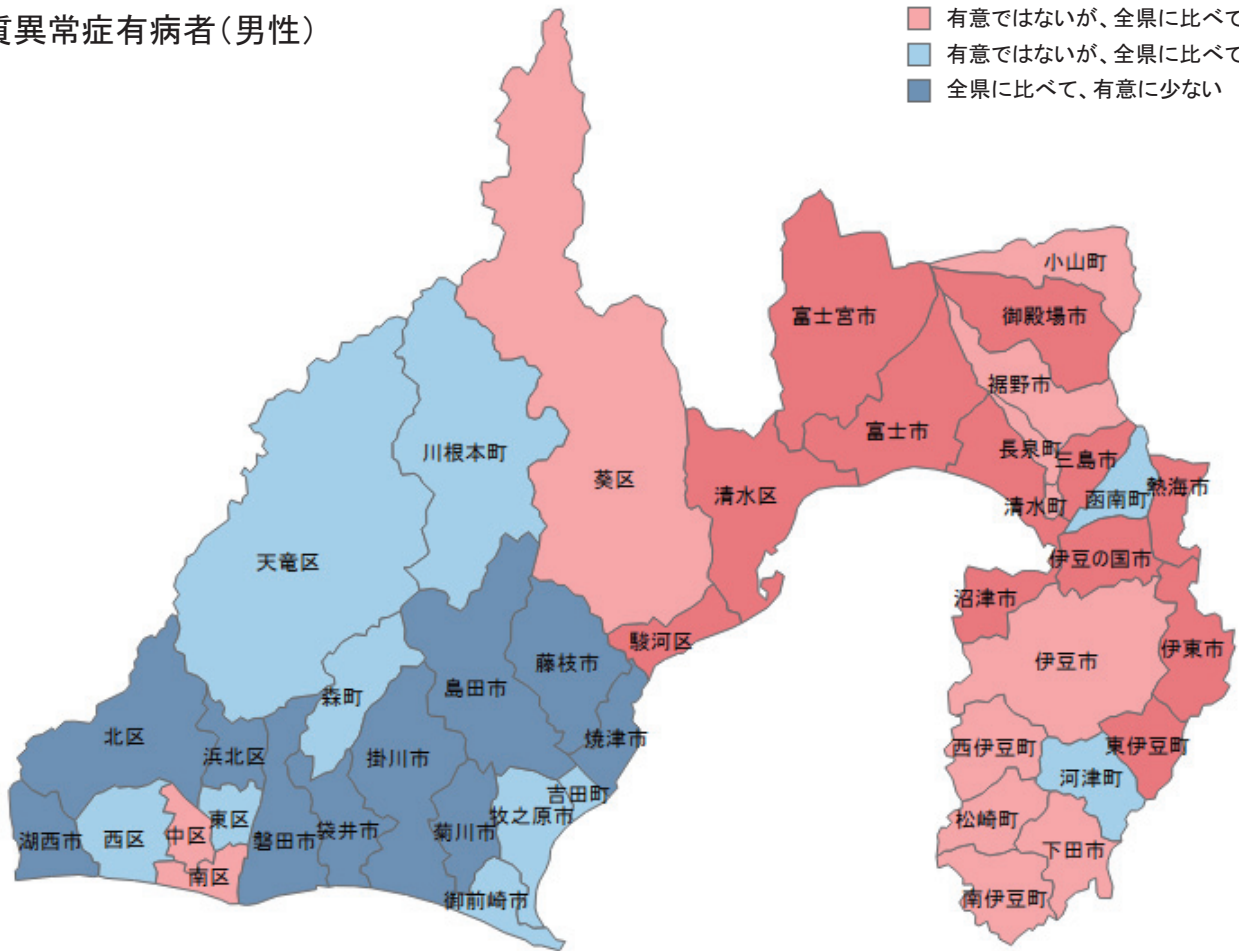 質異常症有病者(男性)
有意ではないが、全県に比べて
有意ではないが、全県に比べて
全県に比べて、有意に少ない
小山町
富士宮市
御殿場市
裾野市
富士市
川根本町
葵区
長泉町
三島市
清水区
清水町
函南町
熱海市
天竜区
伊豆の国市
沼津市
駿河区
伊東市
伊豆市
藤枝市
島田市
森町
北区
浜北区
掛川市
焼津市
西伊豆町
東伊豆町
河津町
吉田町
牧之原市
松崎町
湖西市
西区
中区
東区
磐田市
袋井市
菊川市
下田市
南区
御前崎市
南伊豆町